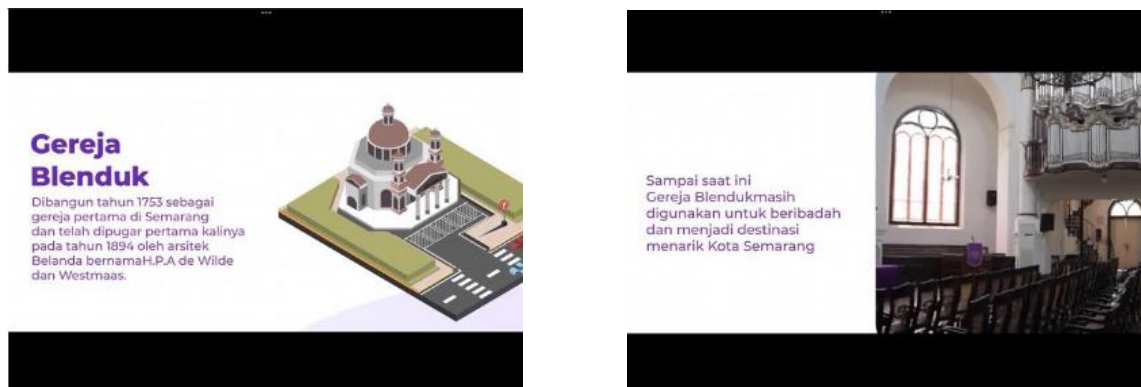 Gereja
Blenduk
Dibangun tahun 1753 sebagai
gereja pertama di Semarang
dan telah dipugar pertama kalinya
pada tahun 1894 oleh arsitek
Belanda bernamaH.P.A de Wilde
dan Westmaas.
Sampai saat ini
Gereja Blendukmasih
digunakan untuk beribadah
dan menjadi destinasi
menarik Kota Semarang